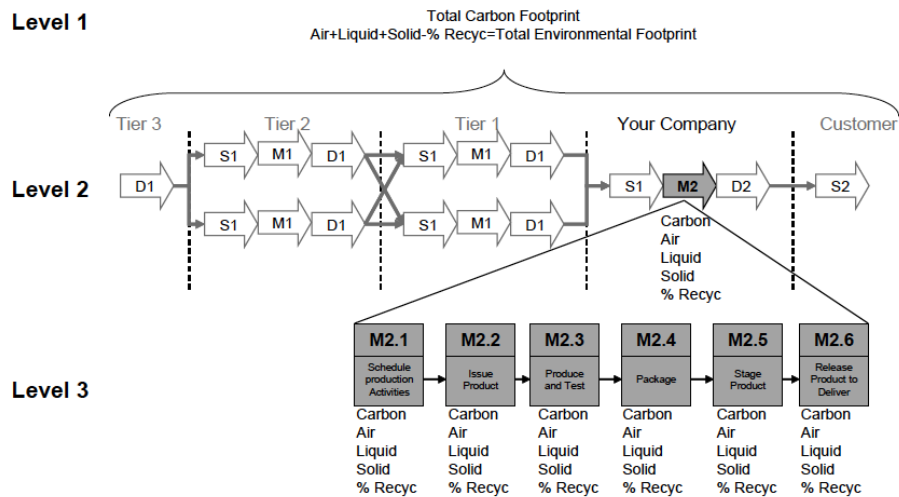 Level 1
Total Carbon Footprint
Air+Liquid+Solid-% Recyc=Total Environmental Footprint
Tier 3
Tier 2
Tier 1
Your Company
Customer
Level 2
D1
S1
M1
D1
S1
M1
D1
S1
M1
D1
S1
M1
D1
S1
M2
D2
S2
Carbon
Air
Liquid
Solid
% Recyc
Level 3
M2.1
Schedule
production
Activities
Carbon
Air
Liquid
Solid
% Recyc
M2.2
Issue
Product
Carbon
Air
Liquid
Solid
% Recyc
M2.3
Produce
and Test
Carbon
Air
Liquid
Solid
% Recyc
M2.4
Package
Carbon
Air
Liquid
Solid
% Recyc
M2.5
Stage
Product
Carbon
Air
Liquid
Solid
% Recyc
M2.6
Release
Product to
Deliver
Carbon
Air
Liquid
Solid
% Recyc